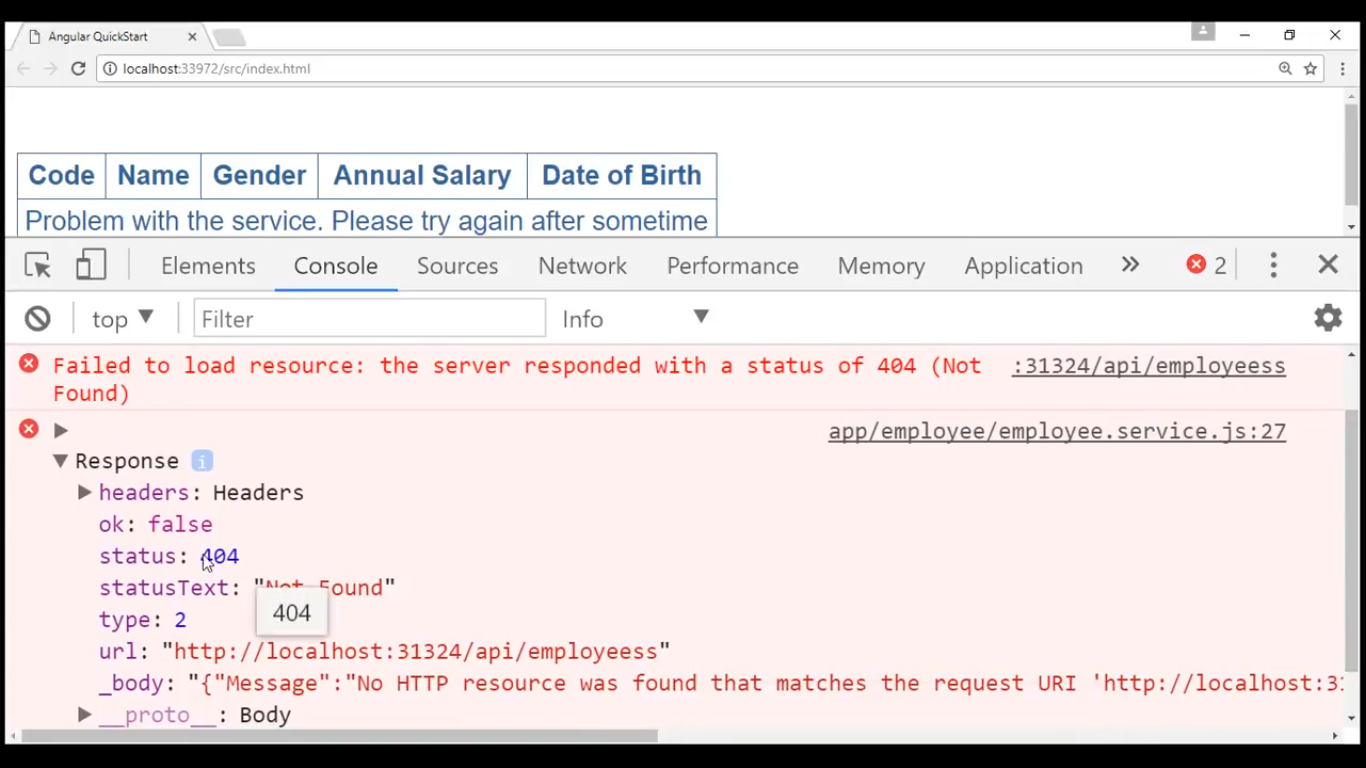 Angular QuickStart
localhost:33972/src/index.html
Code Name Gender Annual Salary Date of Birth
Problem with the service. Please try again after sometime
Elements Console Sources Network Performance Memory Application 2
top Filter Info
Failed to load resource: the server responded with a status of 404 (Not :31324/api/employeess
Found)
app/employee/employee.service.js:27
Response i
headers: Headers
ok: false
status: 404
statusText: "Not Found"
404
type: 2
url: "http://localhost:31324/api/employeess"
_body: "{"Message":"No HTTP resource was found that matches the request URI 'http://localhost:31
__proto__: Body